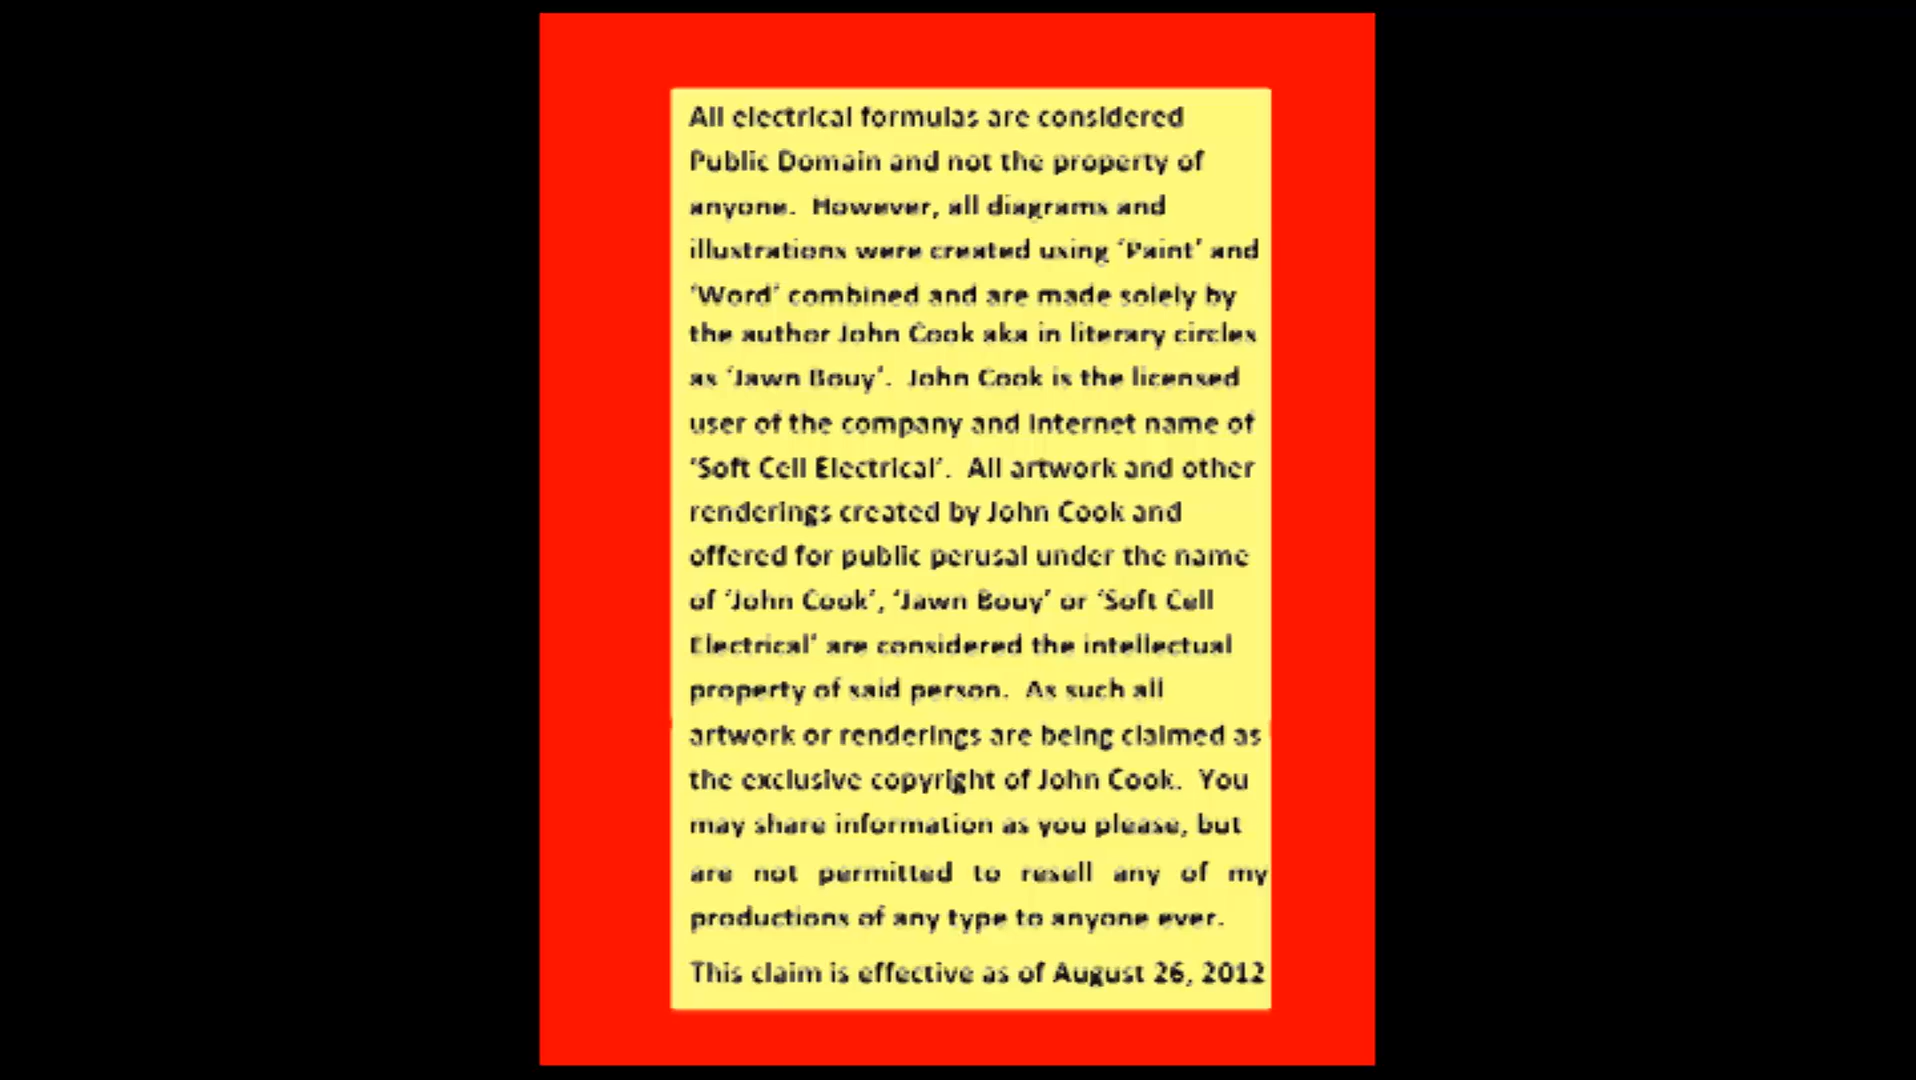 All electrical formulas are considered
Public Domain and not the property of
anyone.  However, all diagrams and
illustrations were created using ‘Paint’ and
‘Word’ combined and are made solely by
the author John Cook aka in literary circles
as ‘Jawn Bouy’.  John Cook is the licensed
user of the company and Internet name of
‘Soft Cell Electrical’.  All artwork and other
renderings created by John Cook and
offered for public perusal under the name
of ‘John Cook’, ‘Jawn Bouy’ or ‘Soft Cell
Electrical’ are considered the intellectual
property of said person.  As such all
artwork or renderings are being claimed as
the exclusive copyright of John Cook.  You
may share information as you please, but
are not permitted to resell any of my
productions of any type to anyone ever.
This claim is effective as of August 26, 2012